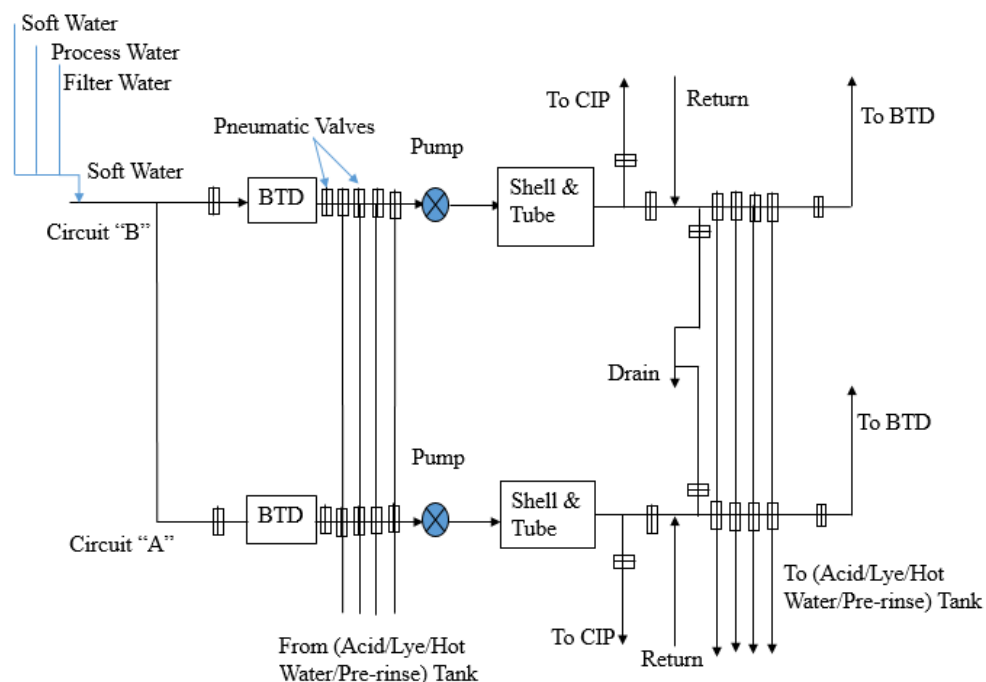 Soft Water
Process Water
Filter Water
Soft Water
Pneumatic Valves
Pump
To CIP
Return
To BTD
BTD
Shell &
Tube
Circuit “B”
Drain
To BTD
Pump
BTD
Shell &
Tube
Circuit “A”
To (Acid/Lye/Hot
Water/Pre-rinse) Tank
From (Acid/Lye/Hot
Water/Pre-rinse) Tank
To CIP
Return